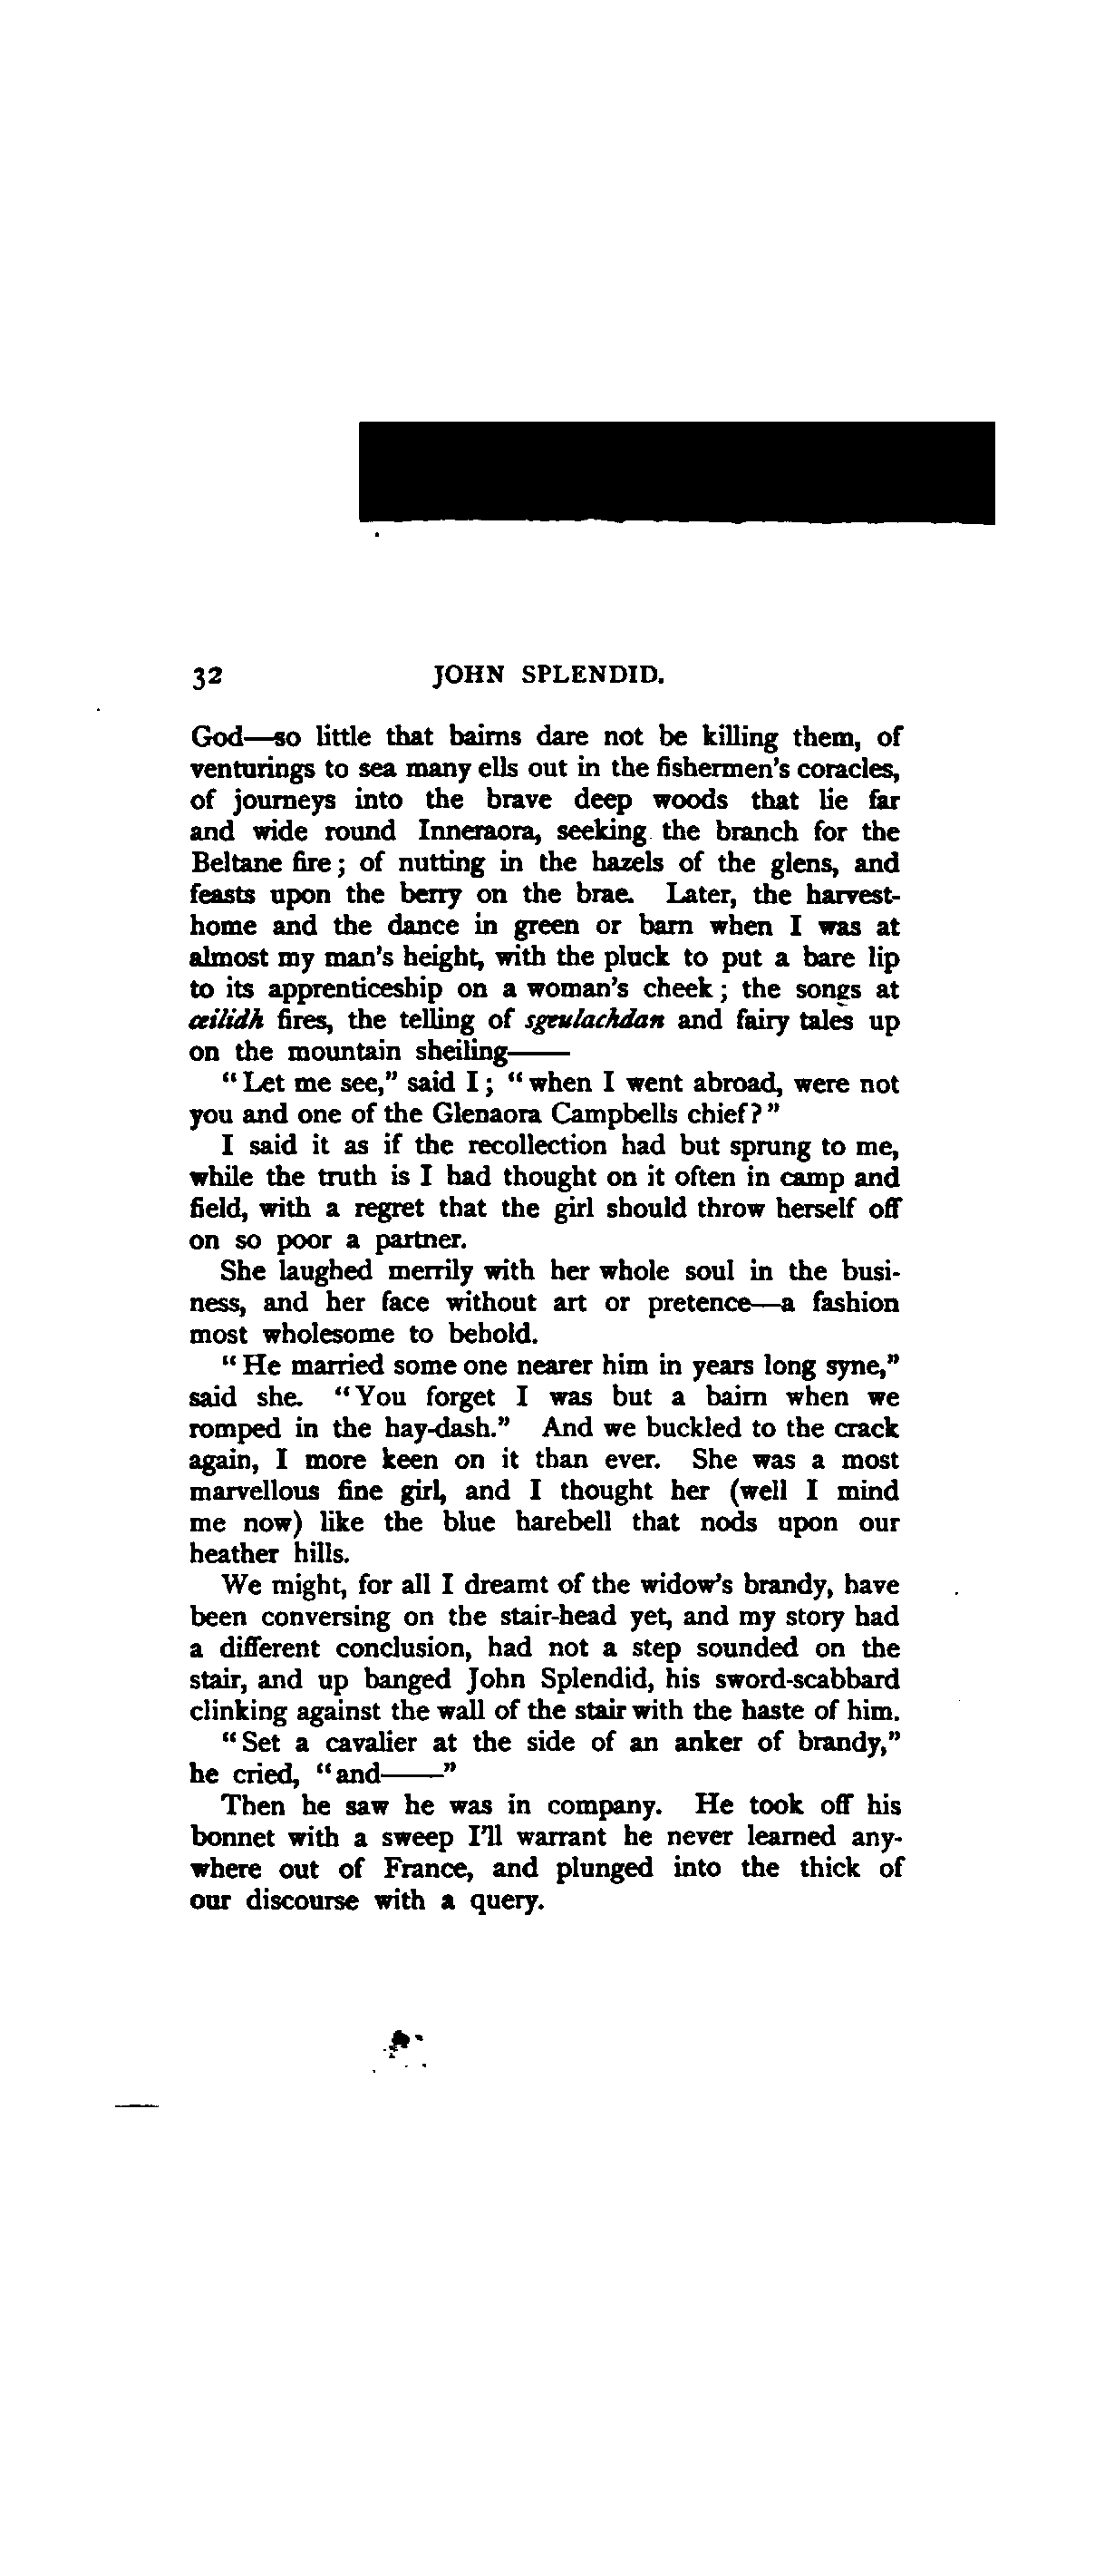 32 JOHN SPLENDID.
God—so little that bairns dare not be killing them, of
venturings to sea many ells out in the fishermen's coracles,
of journeys into the brave deep woods that lie far
and wide round Inneraora, seeking the branch for the
Beltane fire; of nutting in the hazels of the glens, and
feasts upon the berry on the brae. Later, the harvest-
home and the dance in green or barn when I was at
almost my man's height, with the pluck to put a bare lip
to its apprenticeship on a woman's cheek; the songs at
ceilidh fires, the telling of sgeulachdan and fairy tales up
on the mountain sheiling——
"Let me see," said I; "when I went abroad, were not
you and one of the Glenaora Campbells chief?"
I said it as if the recollection had but sprung to me,
while the truth is I had thought on it often in camp and
field, with a regret that the girl should throw herself off
on so poor a partner.
She laughed merrily with her whole soul in the busi-
ness, and her face without art or pretence—a fashion
most wholesome to behold.
"He married some one nearer him in years long syne,"
said she. "You forget I was but a bairn when we
romped in the hay-dash." And we buckled to the crack
again, I more keen on it than ever. She was a most
marvellous fine girl, and I thought her (well I mind
me now) like the blue harebell that nods upon our
heather hills.
We might, for all I dreamt of the widow's brandy, have
been conversing on the stair-head yet, and my story had
a different conclusion, had not a step sounded on the
stair, and up banged John Splendid, his sword-scabbard
clinking against the wall of the stair with the haste of him.
"Set a cavalier at the side of an anker of brandy,"
he cried, "and——"
Then he saw he was in company. He took off his
bonnet with a sweep I'll warrant he never learned any-
where out of France, and plunged into the thick of
our discourse with a query.